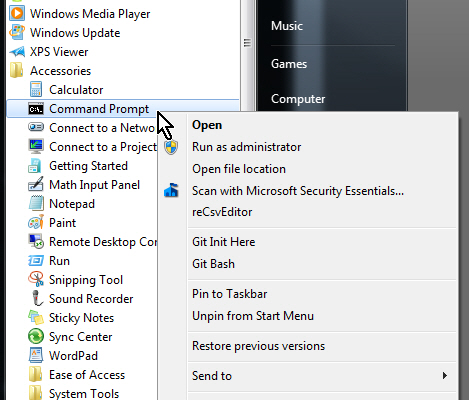 Windows Media Player
Windows Update
XPS Viewer
Accessories
Calculator
Command Prompt
Connect to a Netwo
Connect to a Project
Getting Started
Math Input Panel
Notepad
Paint
Remote Desktop Co
Run
Snipping Tool
Sound Recorder
Sticky Notes
Sync Center
WordPad
Ease of Access
System Tools
Music
Games
Computer
Open
Run as administrator
Open file location
Scan with Microsoft Security Essentials...
reCsvEditor
Git Init Here
Git Bash
Pin to Taskbar
Unpin from Start Menu
Restore previous versions
Send to